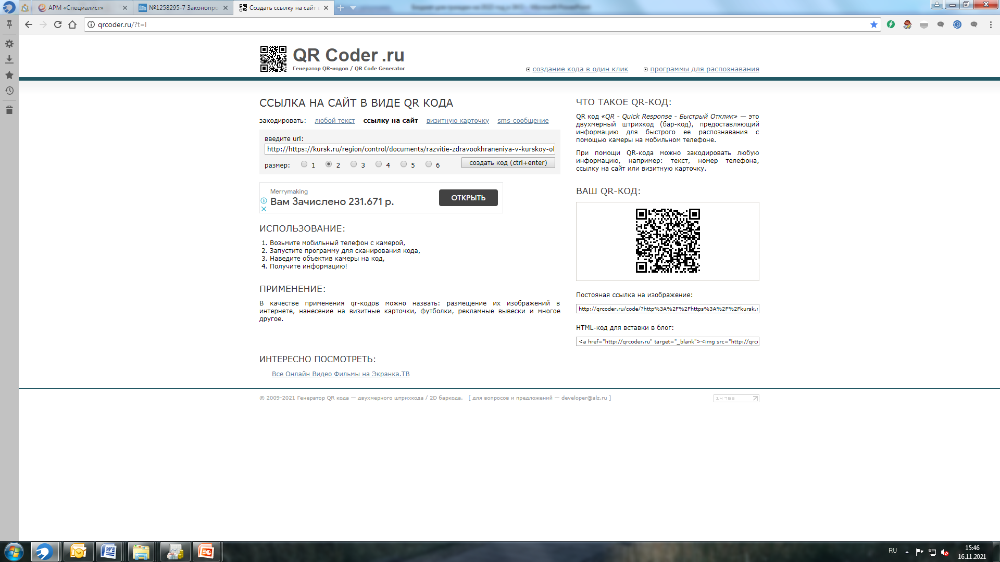 АРМ «Специалист»
№1258295-7 Законопро
Создать ссылку на сайт
qrcoder.ru/?t=l
QR Coder.ru
Генератор QR-кодов / QR Code Generator
создание кода в один клик
программы для распознавания
ССЫЛКА НА САЙТ В ВИДЕ QR КОДА
закодировать: любой текст ссылку на сайт визитную карточку sms-сообщение
введите url:
http://https://kursk.ru/region/control/documents/razvitie-zdravookhraneniya-v-kurskoy-ol
размер: 1 2 3 4 5 6
создать код (ctrl+enter)
Merrymaking
Вам Зачислено 231.671 р.
ОТКРЫТЬ
ИСПОЛЬЗОВАНИЕ:
1. Возьмите мобильный телефон с камерой,
2. Запустите программу для сканирования кода,
3. Наведите объектив камеры на код,
4. Получите информацию!
ПРИМЕНЕНИЕ:
В качестве применения qr-кодов можно назвать: размещение их изображений в
интернете, нанесение на визитные карточки, футболки, рекламные вывески и многое
другое.
ИНТЕРЕСНО ПОСМОТРЕТЬ:
Все Онлайн Видео Фильмы на Экранка.ТВ
ЧТО ТАКОЕ QR-КОД:
QR код «QR - Quick Response - Быстрый Отклик» — это
двухмерный штрихкод (бар-код), предоставляющий
информацию для быстрого ее распознавания с
помощью камеры на мобильном телефоне.
При помощи QR-кода можно закодировать любую
информацию, например: текст, номер телефона,
ссылку на сайт или визитную карточку.
ВАШ QR-КОД:
Постояная ссылка на изображение:
http://qrcoder.ru/code/?http%3A%2F%2Fhttps%3A%2F%2Fkursk.r
HTML-код для вставки в блог:
<a href="http://qrcoder.ru" target="_blank"><img src="http://qrc
© 2009-2021 Генератор QR кода — двухмерного штрихкода / 2D баркода. [ для вопросов и предложений — developer@alz.ru ]
14766
RU
15:46
16.11.2021